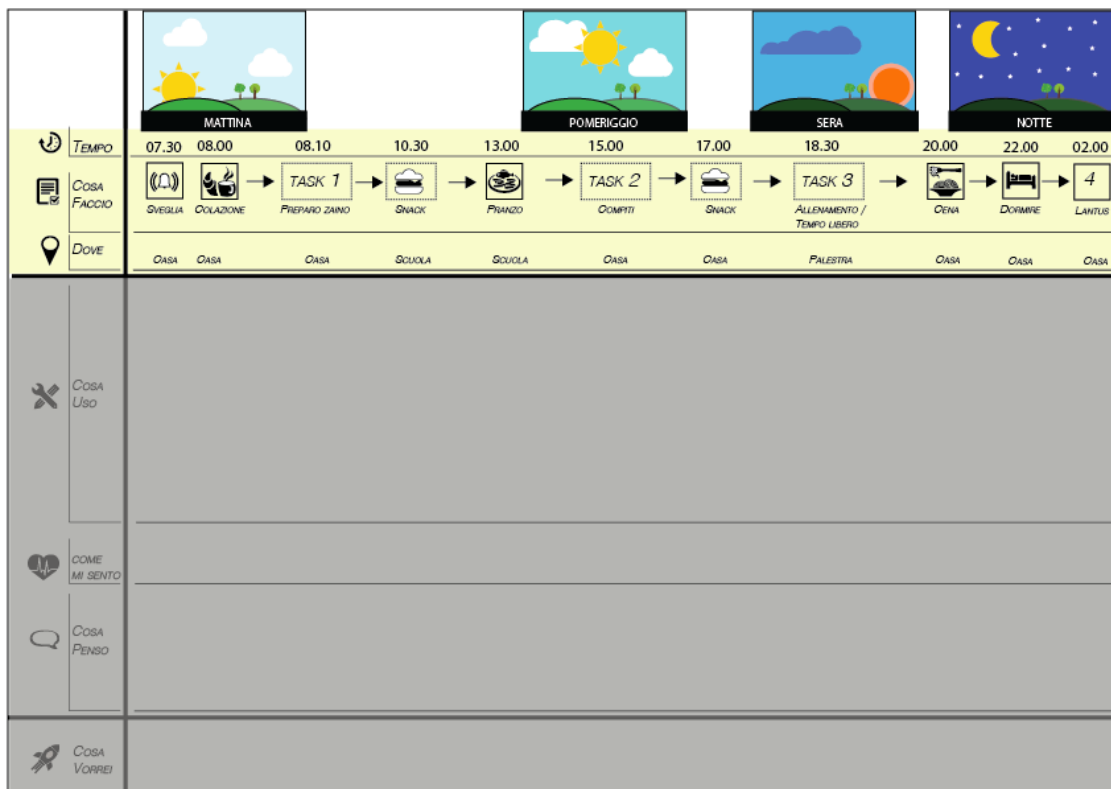 MATTINA POMERIGGIO SERA NOTTE
TEMPO 07.30 08.00 08.10 10.30 13.00 15.00 17.00 18.30 20.00 22.00 02.00
COSA TASK 1 TASK 2 TASK 3 4
FACCIO SVEGLIA COLAZIONE PREPARO ZAINO SNACK PRANZO COMPITI SNACK ALLENAMENTO / CENA DORMIRE LANTUS
TEMPO LIBERO
DOVE CASA CASA CASA SCUOLA SCUOLA CASA CASA PALESTRA CASA CASA CASA
COSA
USO
COME
MI SENTO
COSA
PENSO
COSA
VORREI